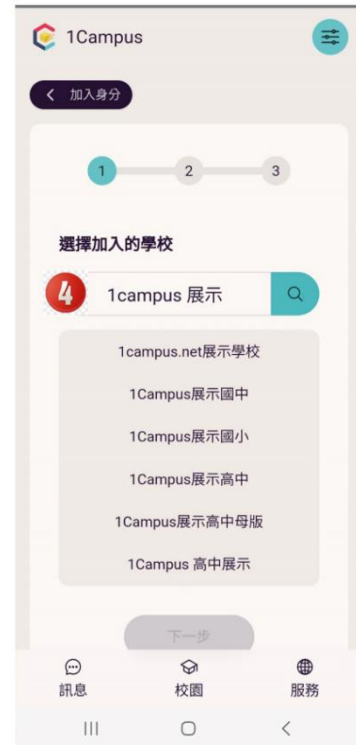 1Campus
加入身分
1 2 3
選擇加入的學校
4 1campus 展示
1campus.net展示學校
1Campus展示國中
1Campus展示國小
1Campus展示高中
1Campus展示高中母版
1Campus 高中展示
下一步
訊息 校園 服務